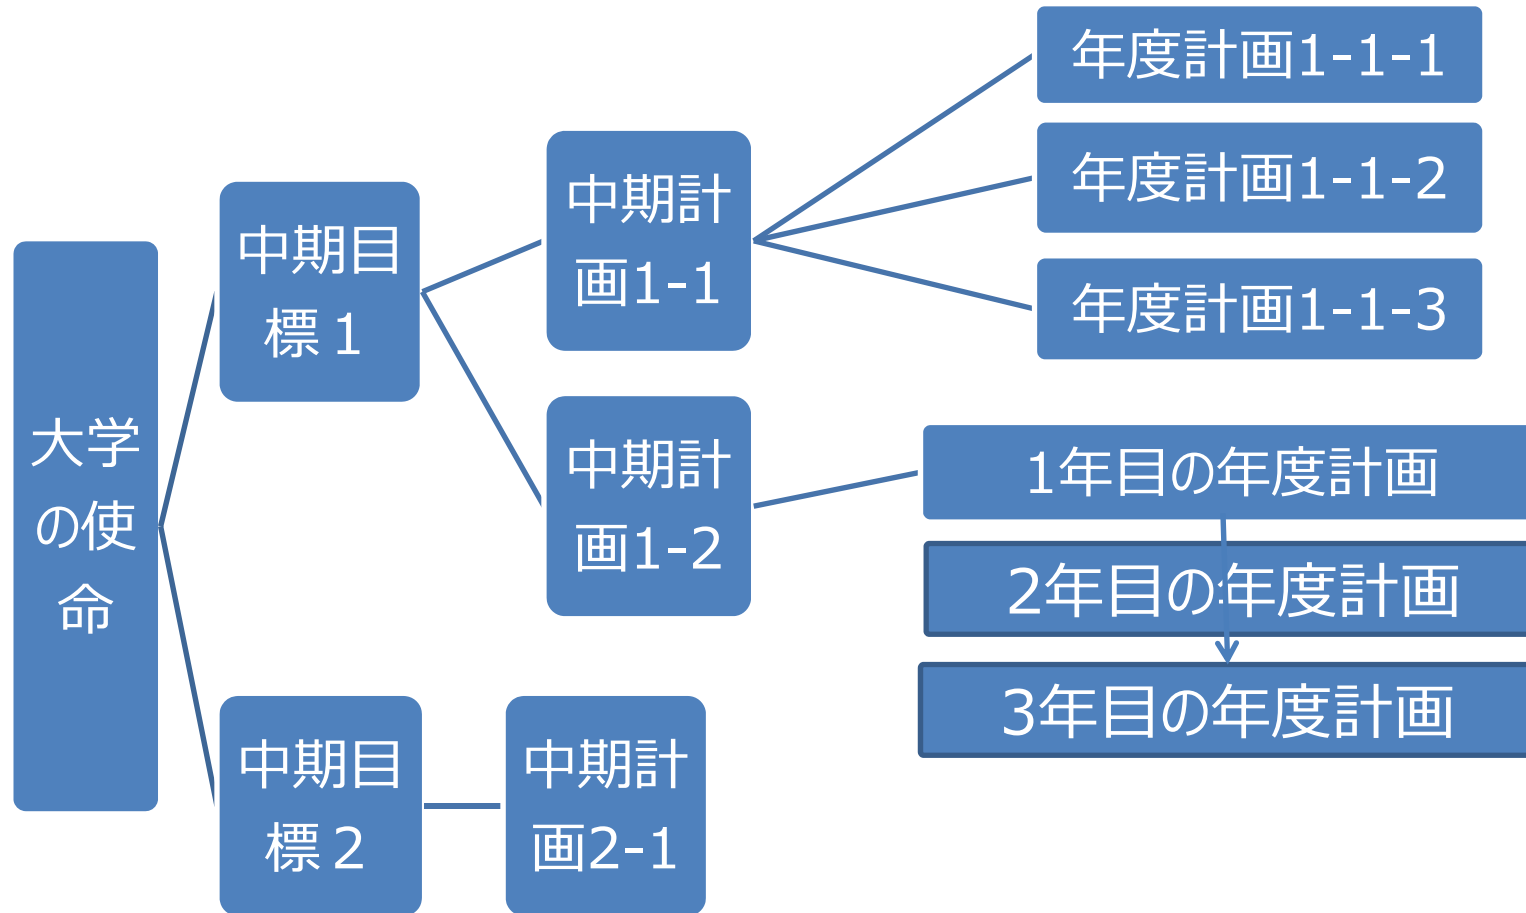 大学
の使
命
中期目
標１
中期計
画1-1
年度計画1-1-1
年度計画1-1-2
年度計画1-1-3
中期計
画1-2
1年目の年度計画
2年目の年度計画
3年目の年度計画
中期目
標２
中期計
画2-1